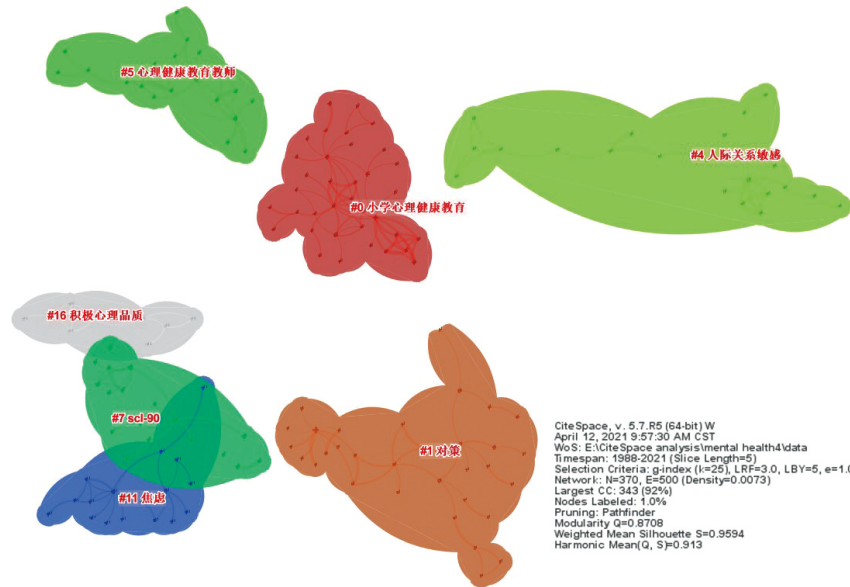 #5 心理健康教育教师
#4 人际关系敏感
#0 小学心理健康教育
#16 积极心理品质
#7 scl-90
#1 对策
#11 焦虑
CiteSpace, v. 5.7.R5 (64-bit) W
April 12, 2021 9:57:30 AM CST
WoS: E:\CiteSpace analysis\mental health4\data
Timespan: 1988-2021 (Slice Length=5)
Selection Criteria: g-index (k=25), LRF=3.0, LBY=5, e=1.0
Network: N=370, E=500 (Density=0.0073)
Largest CC: 343 (92%)
Nodes Labeled: 1.0%
Pruning: Pathfinder
Modularity Q=0.8708
Weighted Mean Silhouette S=0.9594
Harmonic Mean(Q, S)=0.913